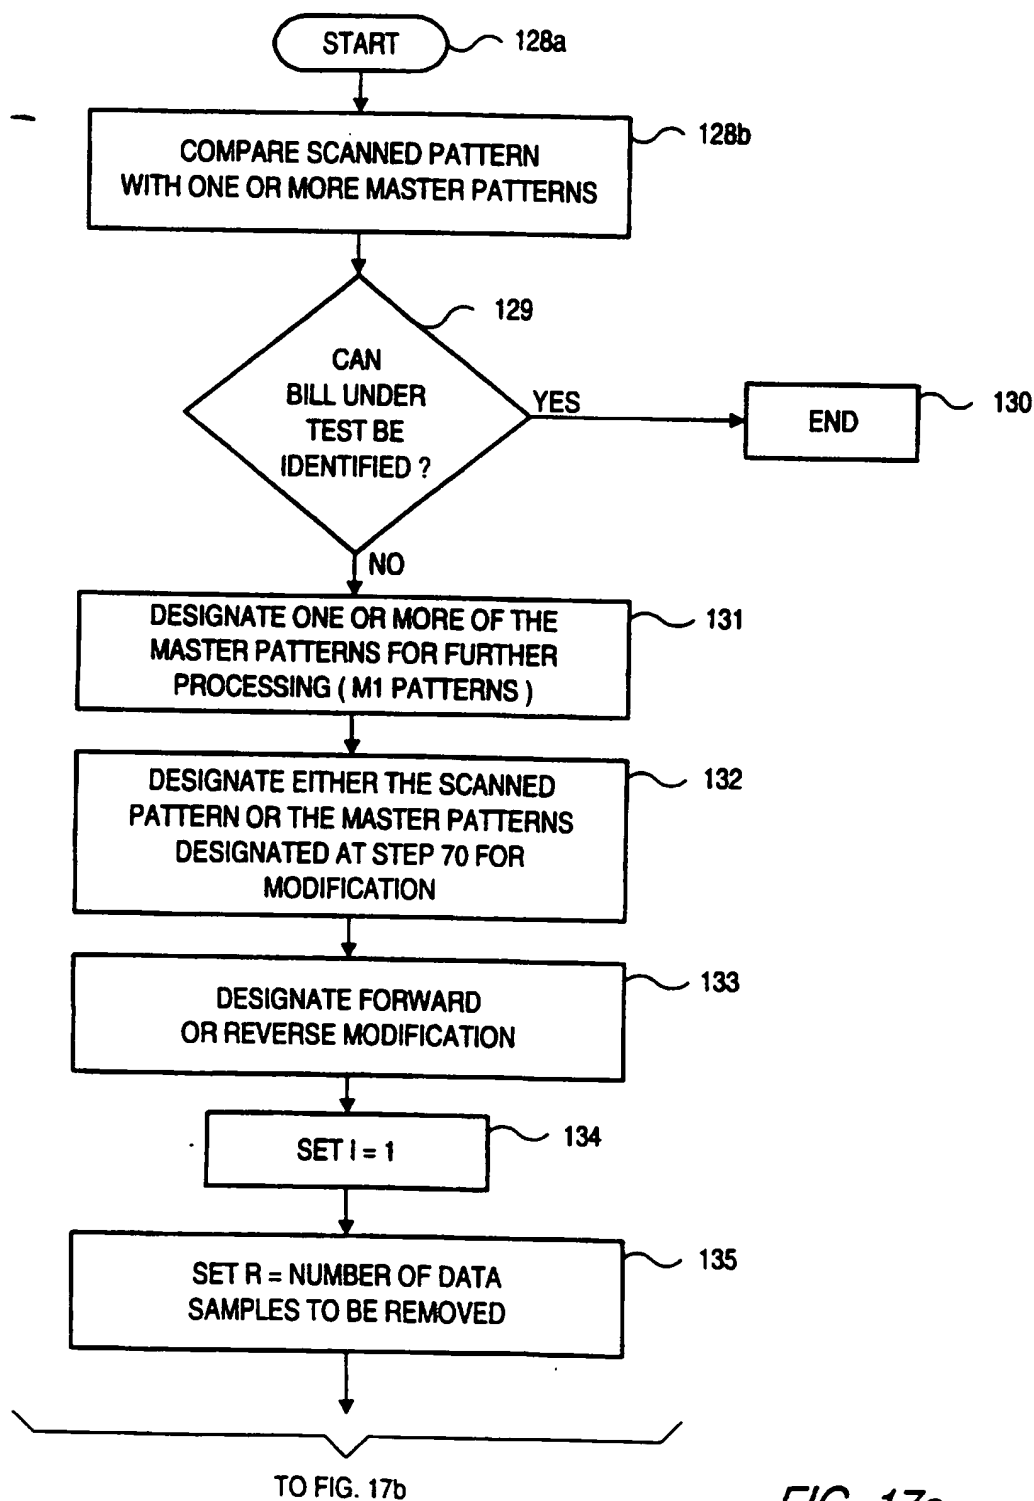 START
128a
COMPARE SCANNED PATTERN
WITH ONE OR MORE MASTER PATTERNS
128b
129
CAN
BILL UNDER
TEST BE
IDENTIFIED ?
YES
END
130
NO
DESIGNATE ONE OR MORE OF THE
MASTER PATTERNS FOR FURTHER
PROCESSING ( M1 PATTERNS )
131
DESIGNATE EITHER THE SCANNED
PATTERN OR THE MASTER PATTERNS
DESIGNATED AT STEP 70 FOR
MODIFICATION
132
DESIGNATE FORWARD
OR REVERSE MODIFICATION
133
SET I = 1
134
SET R = NUMBER OF DATA
SAMPLES TO BE REMOVED
135
TO FIG. 17b
FIG. 17a